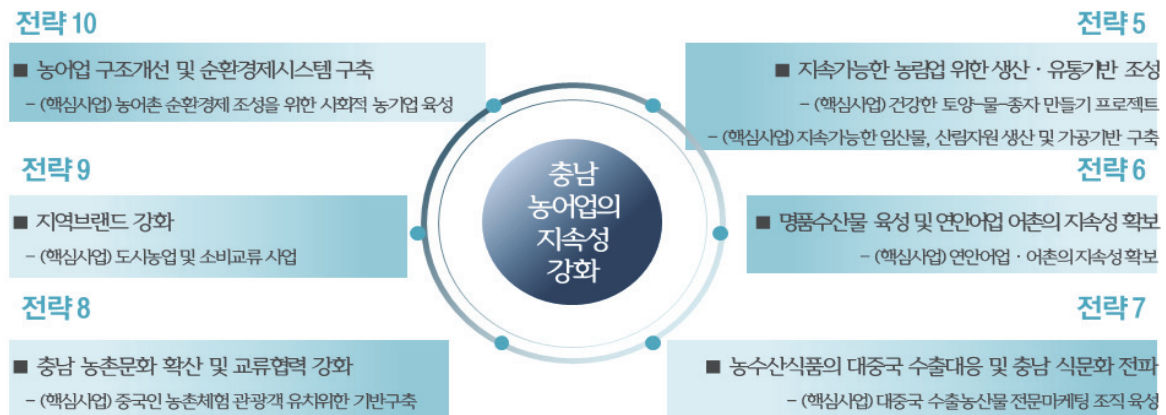 전략 10
■ 농어업 구조개선 및 순환경제시스템 구축
- (핵심사업) 농어촌 순환경제 조성을 위한 사회적 농기업 육성
전략 9
■ 지역브랜드 강화
- (핵심사업) 도시농업 및 소비교류 사업
전략 8
■ 충남 농촌문화 확산 및 교류협력 강화
- (핵심사업) 중국인 농촌체험 관광객 유치위한 기반구축
충남
농어업의
지속성
강화
전략 5
■ 지속가능한 농림업 위한 생산 · 유통기반 조성
- (핵심사업) 건강한 토양-물-종자 만들기 프로젝트
- (핵심사업) 지속가능한 임산물, 산림자원 생산 및 가공기반 구축
전략 6
■ 명품수산물 육성 및 연안어업 어촌의 지속성 확보
- (핵심사업) 연안어업 · 어촌의 지속성 확보
전략 7
■ 농수산식품의 대중국 수출대응 및 충남 식문화 전파
- (핵심사업) 대중국 수출농산물 전문마케팅 조직 육성